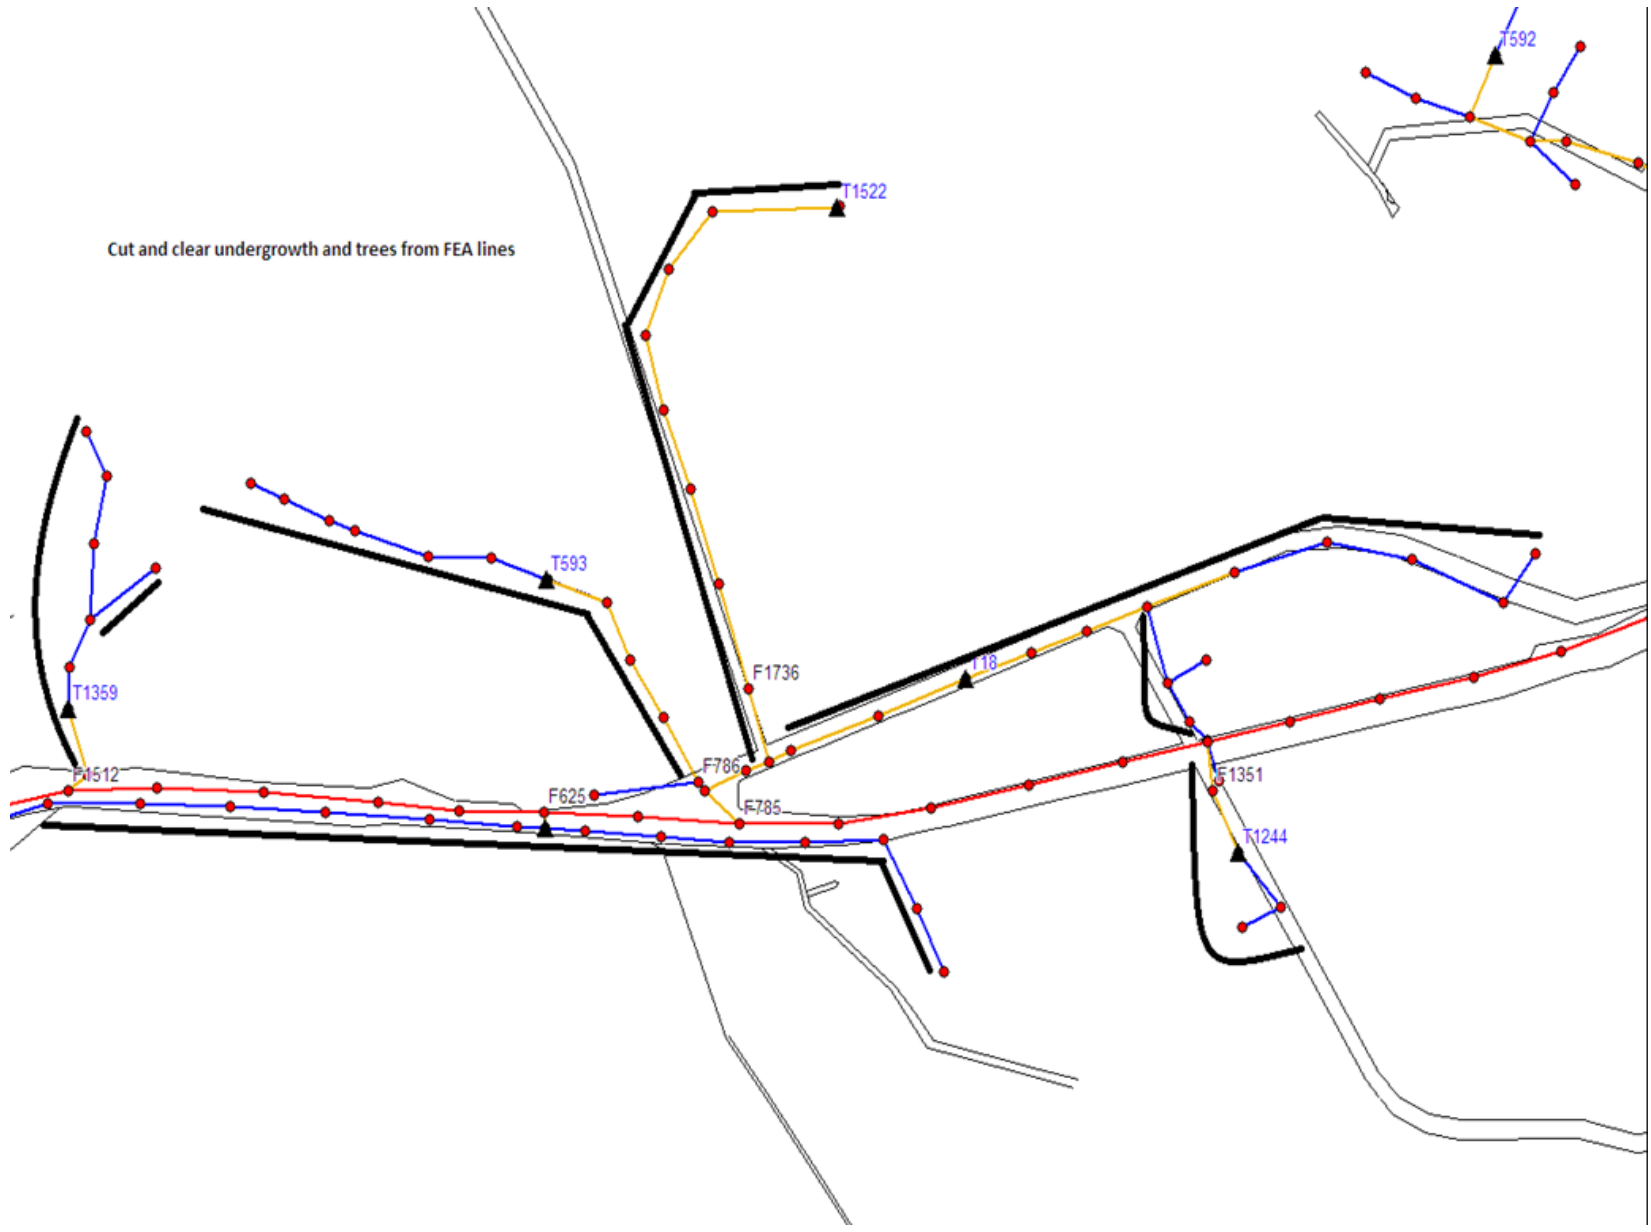 T592
T1522
Cut and clear undergrowth and trees from FEA lines
T593
F1736
T18
T1359
F1512
F786
F1351
F625
F785
T1244